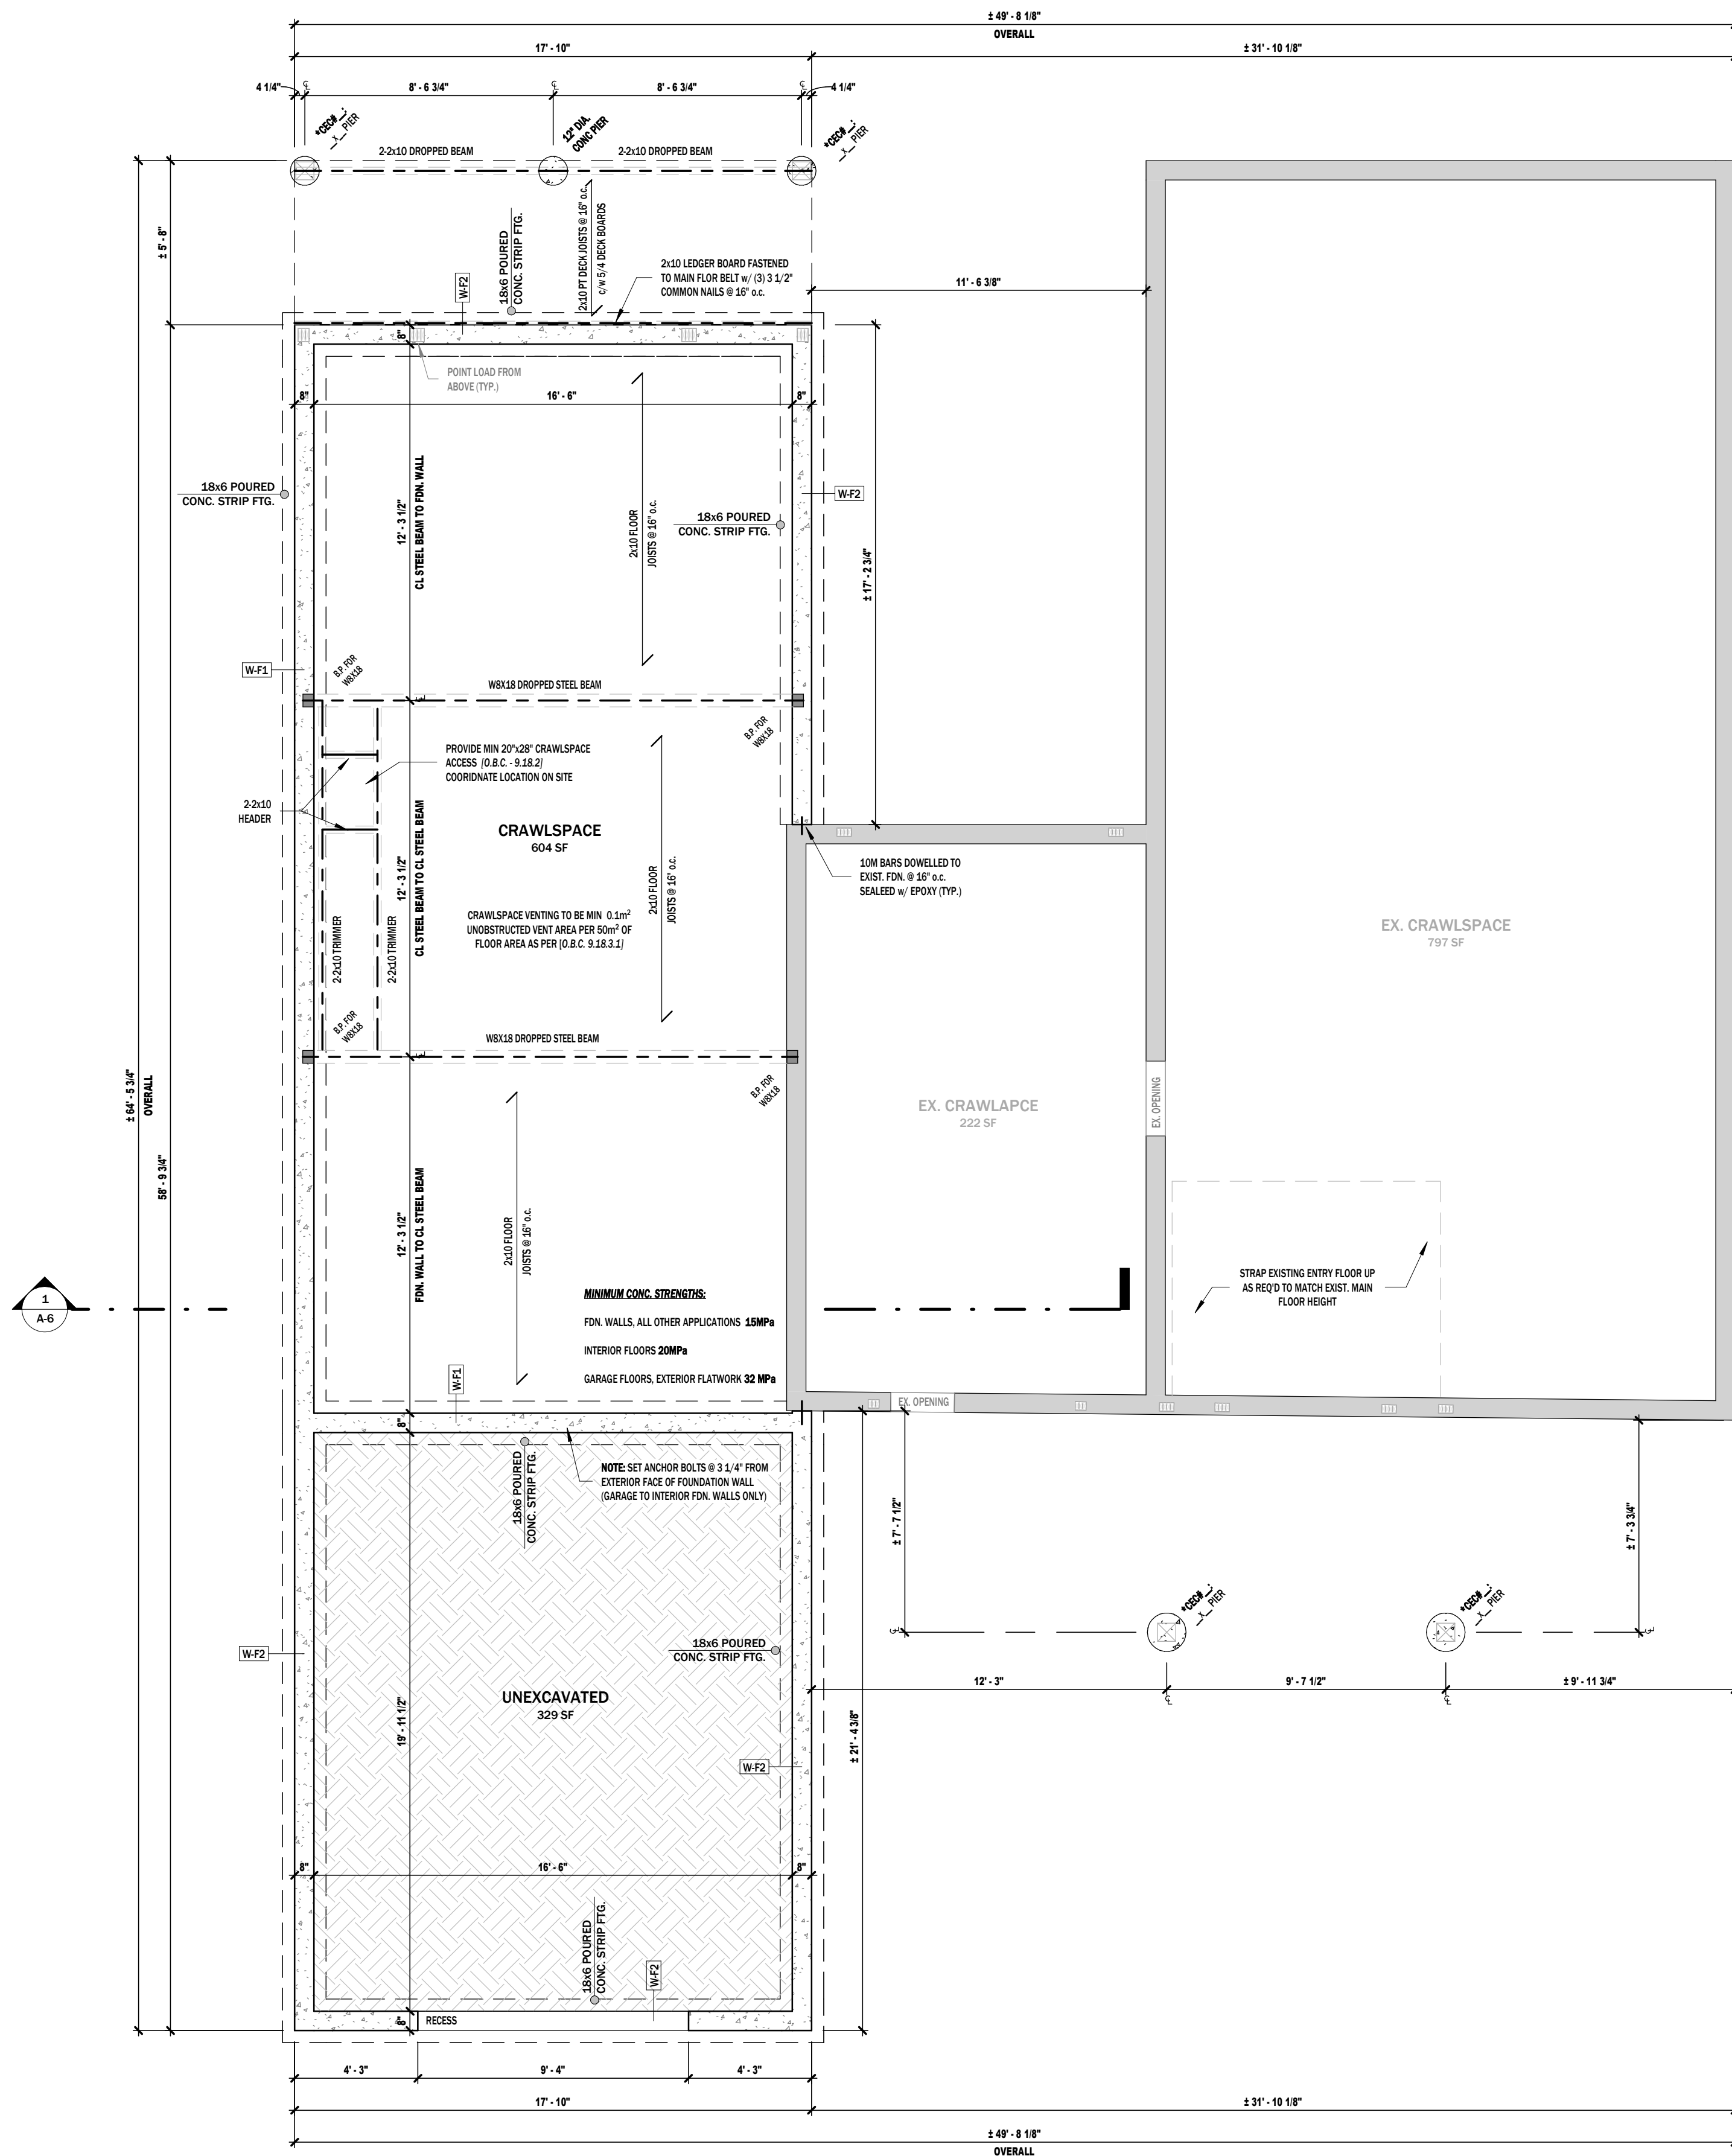 ± 49' - 8 1/8"
OVERALL
17' - 10"
± 31' - 10 1/8"
4 1/4"
8' - 6 3/4"
8' - 6 3/4"
4 1/4"
*CEC#__:
_x_ PIER
12" DIA.
CONC PIER
*CEC#__:
_x_ PIER
2-2x10 DROPPED BEAM
2-2x10 DROPPED BEAM
± 5' - 8"
W-F2
18x6 POURED
CONC. STRIP FTG.
2x10 PT DECK JOISTS @ 16" o.c.
c/w 5/4 DECK BOARDS
2x10 LEDGER BOARD FASTENED
TO MAIN FLOR BELT w/ (3) 3 1/2"
COMMON NAILS @ 16" o.c.
11' - 6 3/8"
8"
POINT LOAD FROM
ABOVE (TYP.)
8"
16' - 6"
8"
18x6 POURED
CONC. STRIP FTG.
12' - 3 1/2"
CL STEEL BEAM TO FDN. WALL
2x10 FLOOR
JOISTS @ 16" o.c.
18x6 POURED
CONC. STRIP FTG.
W-F2
± 17' - 2 3/4"
W-F1
B.P. FOR
W8X18
W8X18 DROPPED STEEL BEAM
B.P. FOR
W8X18
PROVIDE MIN 20"x28" CRAWLSPACE
ACCESS [O.B.C. - 9.18.2]
COORIDNATE LOCATION ON SITE
2-2x10
HEADER
CRAWLSPACE
604 SF
12' - 3 1/2"
CL STEEL BEAM TO CL STEEL BEAM
2x10 FLOOR
JOISTS @ 16" o.c.
10M BARS DOWELLED TO
EXIST. FDN. @ 16" o.c.
SEALEED w/ EPOXY (TYP.)
CRAWLSPACE VENTING TO BE MIN 0.1m²
UNOBSTRUCTED VENT AREA PER 50m² OF
FLOOR AREA AS PER [O.B.C. 9.18.3.1]
2-2x10 TRIMMER
2-2x10 TRIMMER
EX. CRAWLSPACE
797 SF
B.P. FOR
W8X18
W8X18 DROPPED STEEL BEAM
B.P. FOR
W8X18
± 64' - 5 3/4"
OVERALL
58' - 9 3/4"
EX. CRAWLAPCE
222 SF
EX. OPENING
12' - 3 1/2"
FDN. WALL TO CL STEEL BEAM
2x10 FLOOR
JOISTS @ 16" o.c.
1
A-6
MINIMUM CONC. STRENGTHS:
FDN. WALLS, ALL OTHER APPLICATIONS 15MPa
INTERIOR FLOORS 20MPa
GARAGE FLOORS, EXTERIOR FLATWORK 32 MPa
STRAP EXISTING ENTRY FLOOR UP
AS REQ'D TO MATCH EXIST. MAIN
FLOOR HEIGHT
W-F1
EX. OPENING
8"
18x6 POURED
CONC. STRIP FTG.
NOTE: SET ANCHOR BOLTS @ 3 1/4" FROM
EXTERIOR FACE OF FOUNDATION WALL
(GARAGE TO INTERIOR FDN. WALLS ONLY)
± 7' - 7 1/2"
± 7' - 3 3/4"
*CEC#__:
_x_ PIER
*CEC#__:
_x_ PIER
W-F2
18x6 POURED
CONC. STRIP FTG.
UNEXCAVATED
329 SF
12' - 3"
9' - 7 1/2"
± 9' - 11 3/4"
19' - 11 1/2"
± 21' - 4 3/8"
W-F2
8"
16' - 6"
8"
18x6 POURED
CONC. STRIP FTG.
W-F2
8"
RECESS
4' - 3"
9' - 4"
4' - 3"
17' - 10"
± 31' - 10 1/8"
± 49' - 8 1/8"
OVERALL